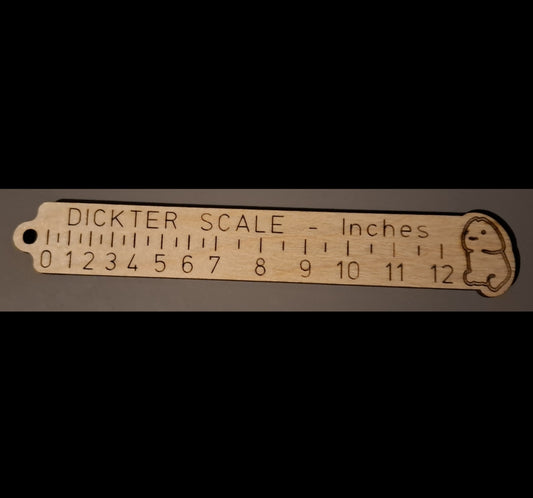 DICKTER SCALE - Inches
0 1 2 3 4 5 6 7 8 9 10 11 12